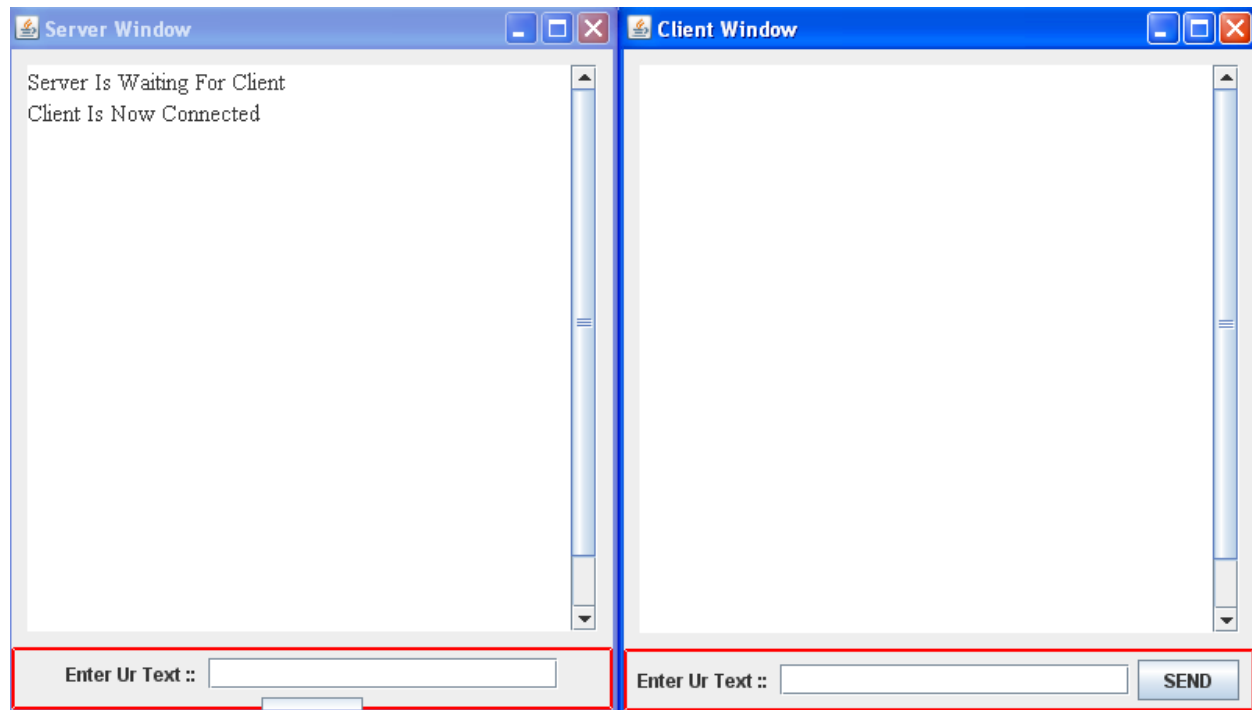 Server Window
Server Is Waiting For Client
Client Is Now Connected
Enter Ur Text ::
Client Window
Enter Ur Text ::
SEND